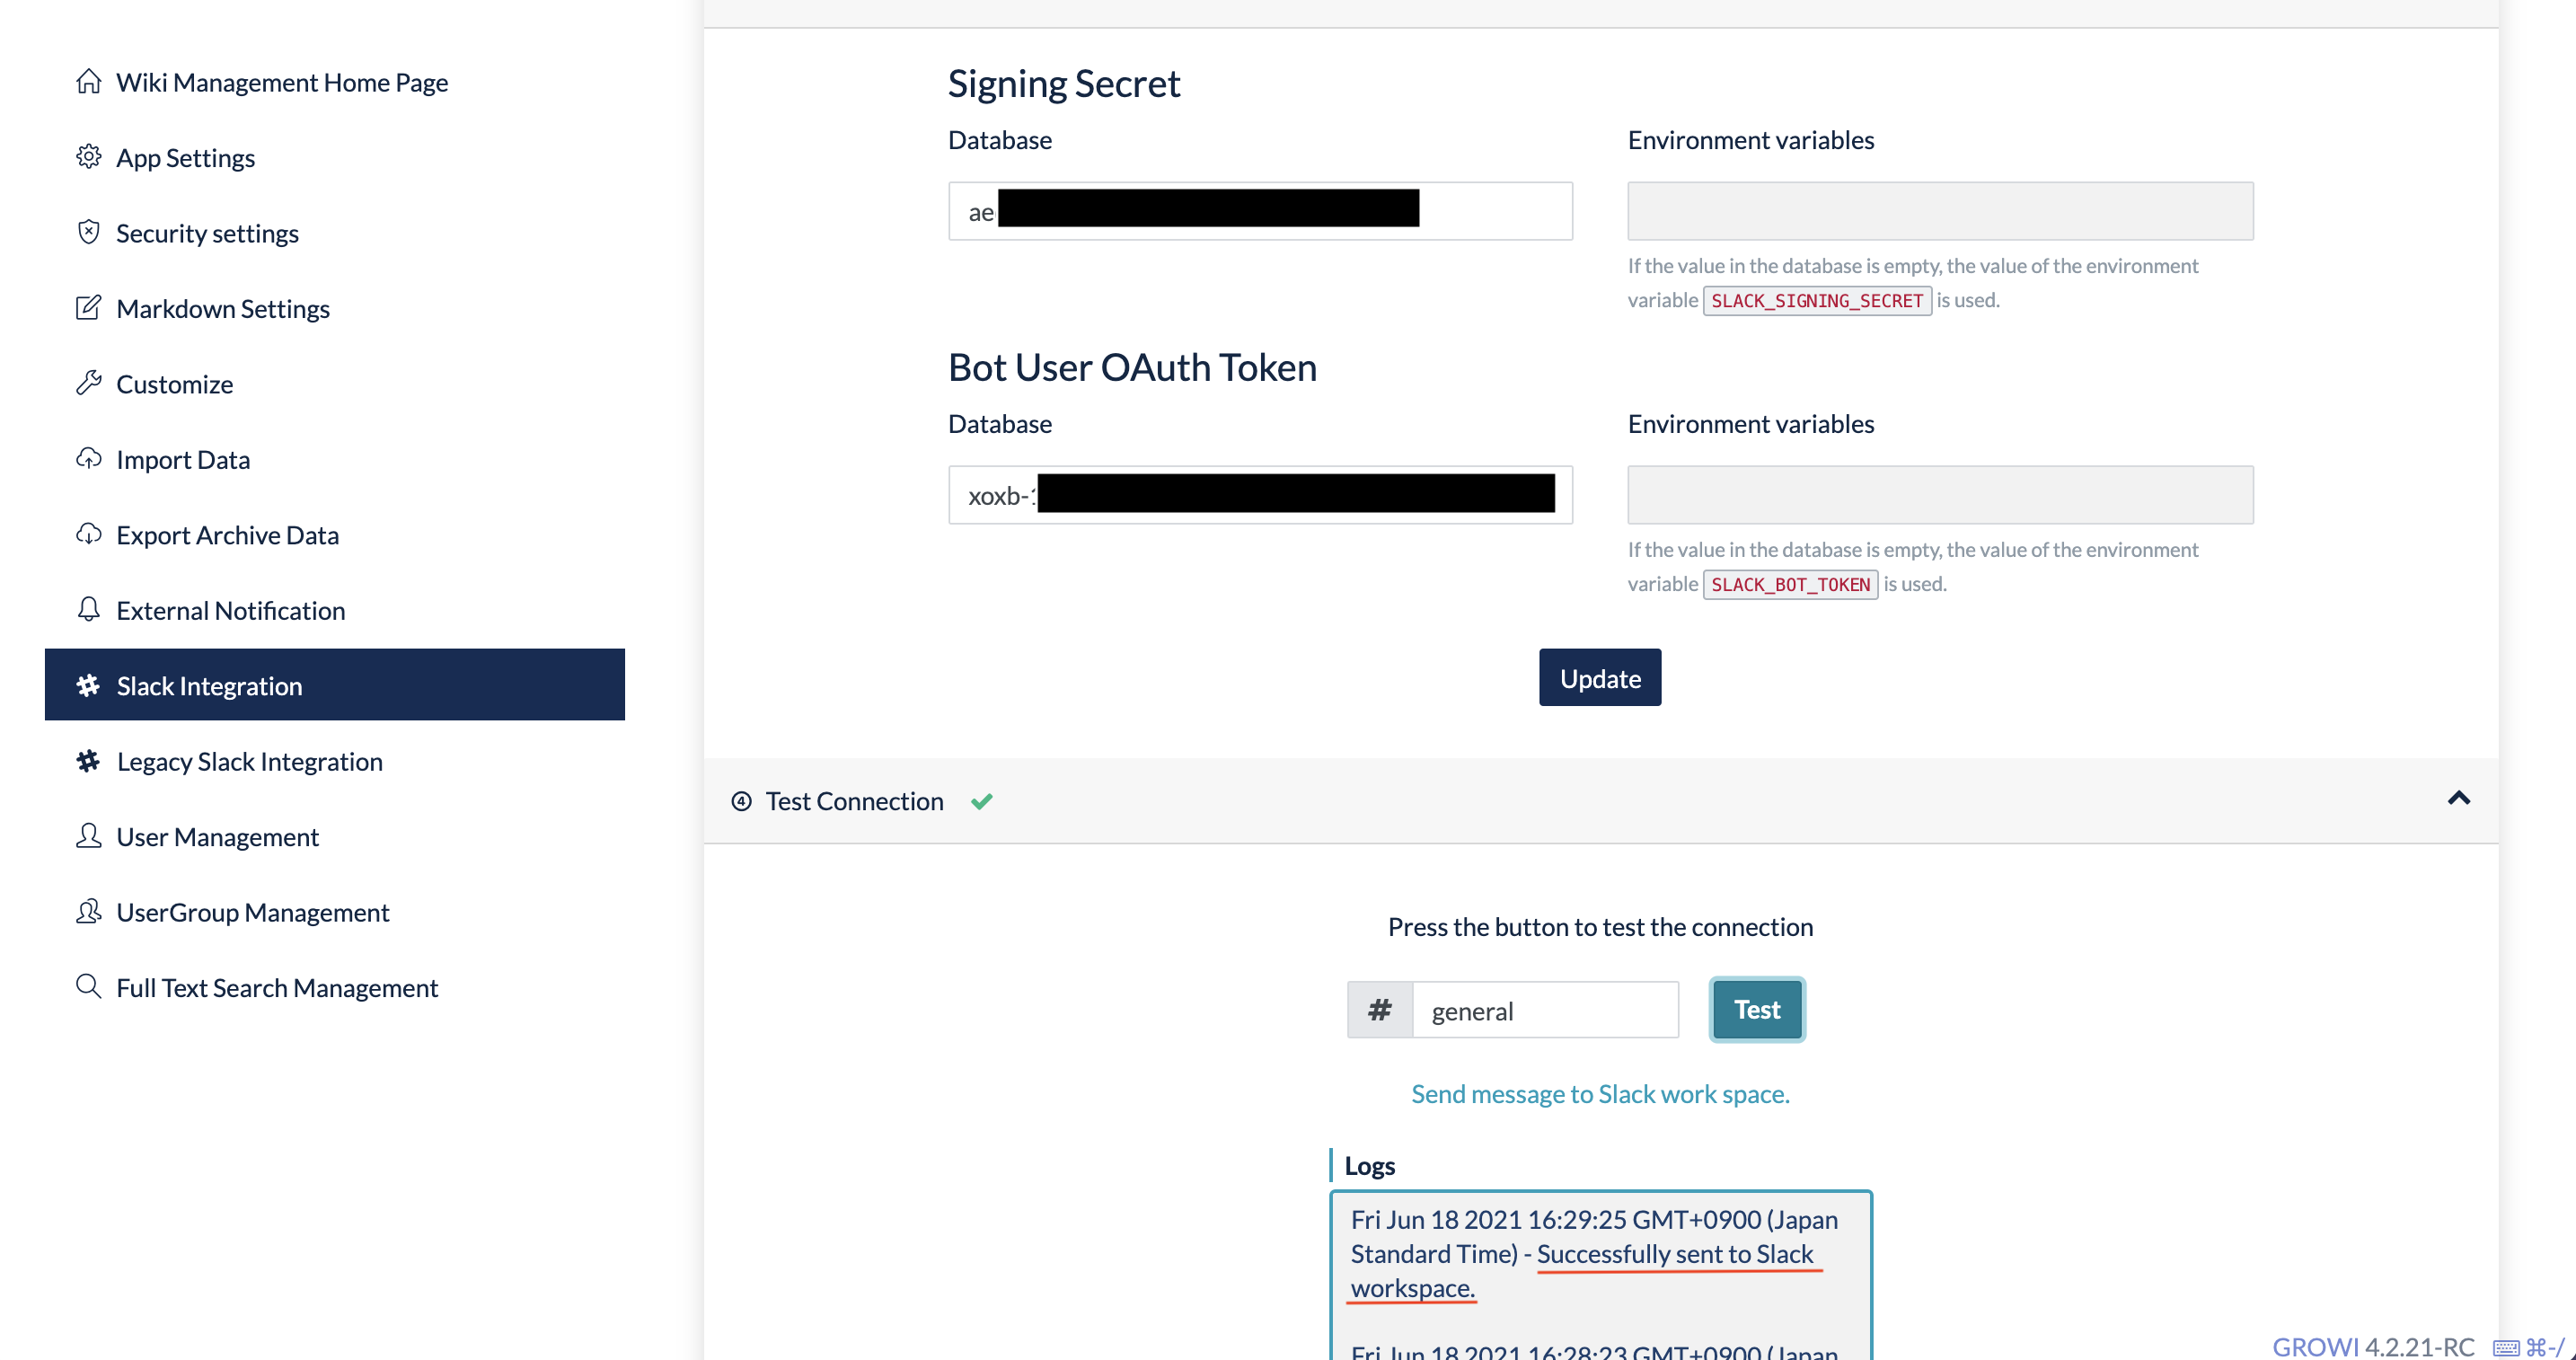 Wiki Management Home Page
App Settings
Security settings
Markdown Settings
Customize
Import Data
Export Archive Data
External Notification
Slack Integration
Legacy Slack Integration
User Management
UserGroup Management
Full Text Search Management
Signing Secret
Database
Environment variables
ae
If the value in the database is empty, the value of the environment
variable SLACK_SIGNING_SECRET is used.
Bot User OAuth Token
Database
Environment variables
xoxb-
If the value in the database is empty, the value of the environment
variable SLACK_BOT_TOKEN is used.
Update
④ Test Connection
Press the button to test the connection
# general
Test
Send message to Slack work space.
Logs
Fri Jun 18 2021 16:29:25 GMT+0900 (Japan
Standard Time) - Successfully sent to Slack
workspace.
Fri Jun 18 2021 16:28:23 GMT+0900 (Japan
GROWI 4.2.21-RC ⌘-/